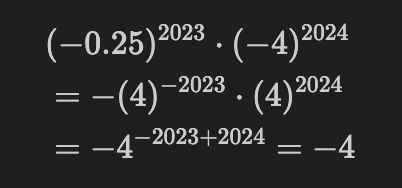 (−0.25)^2023 · (−4)^2024
= −(4)^−2023 · (4)^2024
= −4^−2023+2024 = −4